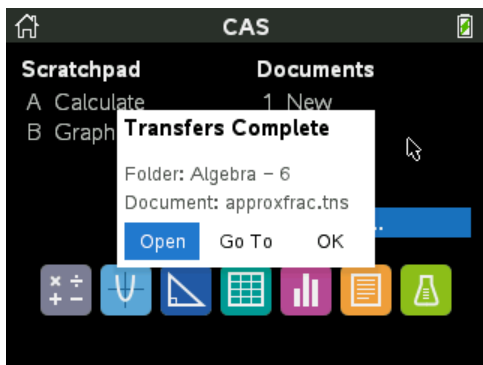 CAS
Scratchpad
Documents
A Calculate
1 New
B Graph
Transfers Complete
Folder: Algebra – 6
Document: approxfrac.tns
..
Open Go To OK